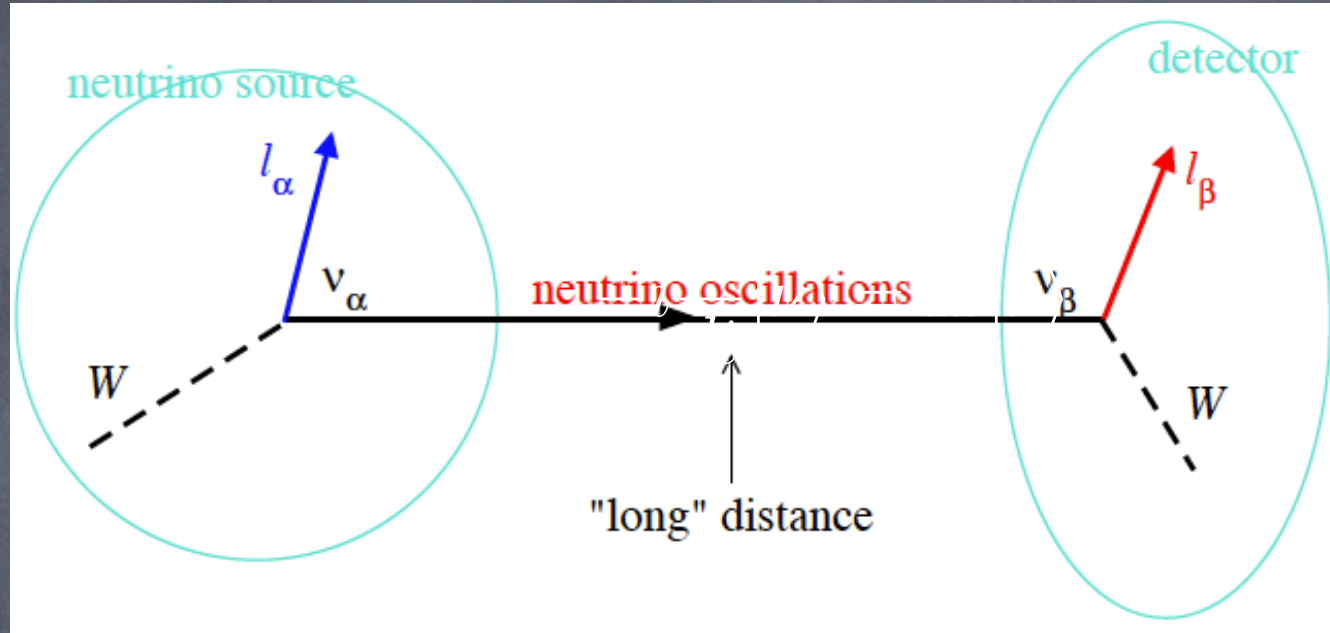 neutrino source
detector
lα
lβ
να
neutrino oscillations
νβ
W
W
"long" distance